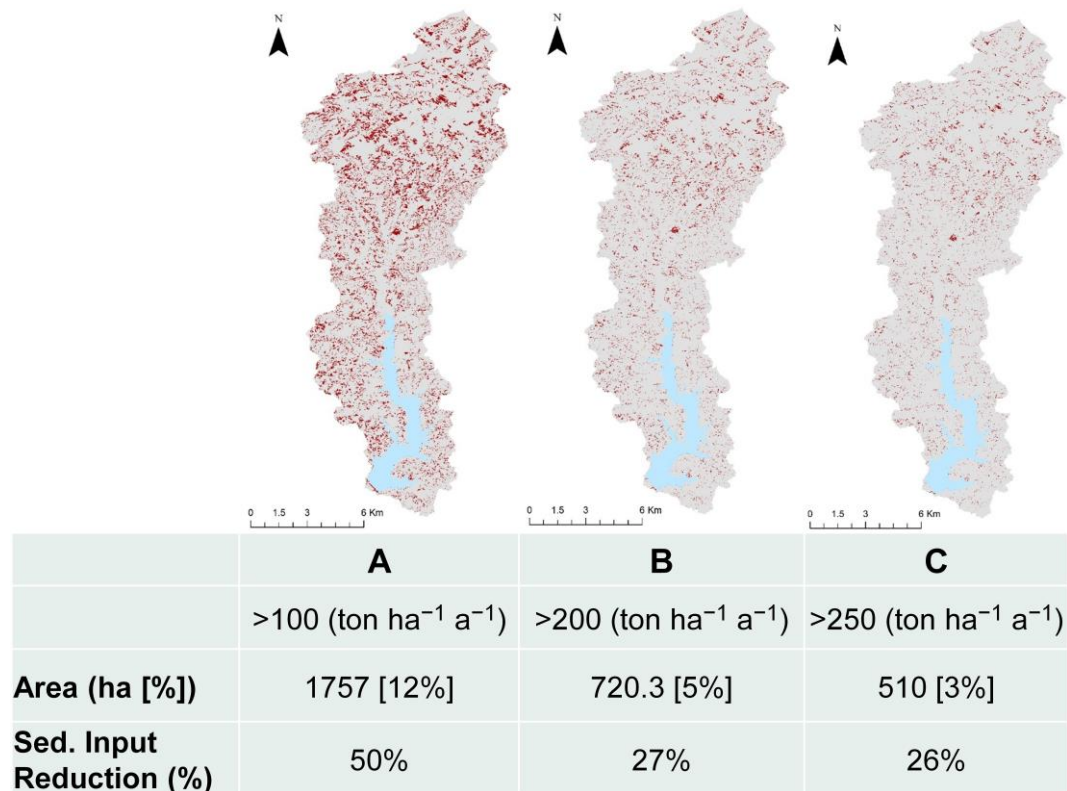 N
N
N
0 1.5 3 6 Km
0 1.5 3 6 Km
0 1.5 3 6 Km
A B C
>100 (ton ha⁻¹ a⁻¹) >200 (ton ha⁻¹ a⁻¹) >250 (ton ha⁻¹ a⁻¹)
Area (ha [%]) 1757 [12%] 720.3 [5%] 510 [3%]
Sed. Input
Reduction (%) 50% 27% 26%